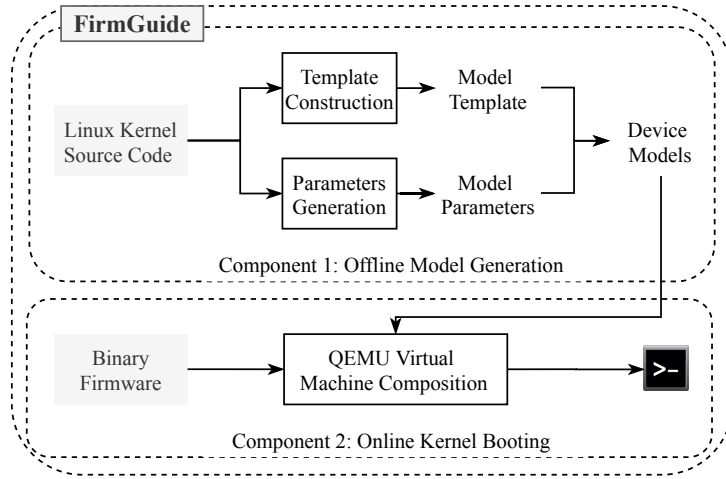 FirmGuide
Template
Construction
Model
Template
Linux Kernel
Source Code
Device
Models
Parameters
Generation
Model
Parameters
Component 1: Offline Model Generation
Binary
Firmware
QEMU Virtual
Machine Composition
>-
Component 2: Online Kernel Booting